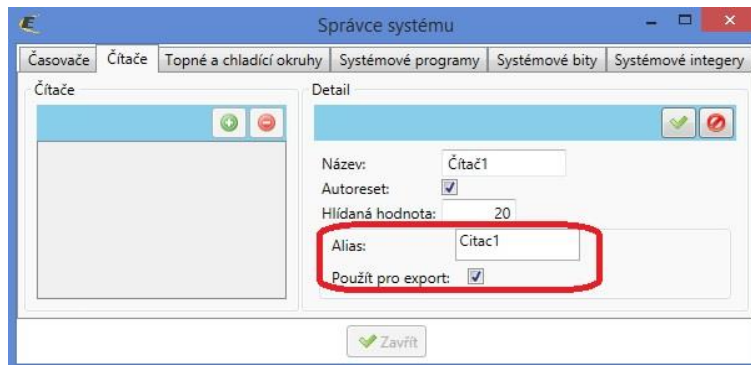 Správce systému
Časovače Čítače Topné a chladící okruhy Systémové programy Systémové bity Systémové integery
Čítače
Detail
Název: Čítač1
Autoreset:
Hlídaná hodnota: 20
Alias: Citac1
Použít pro export:
Zavřít